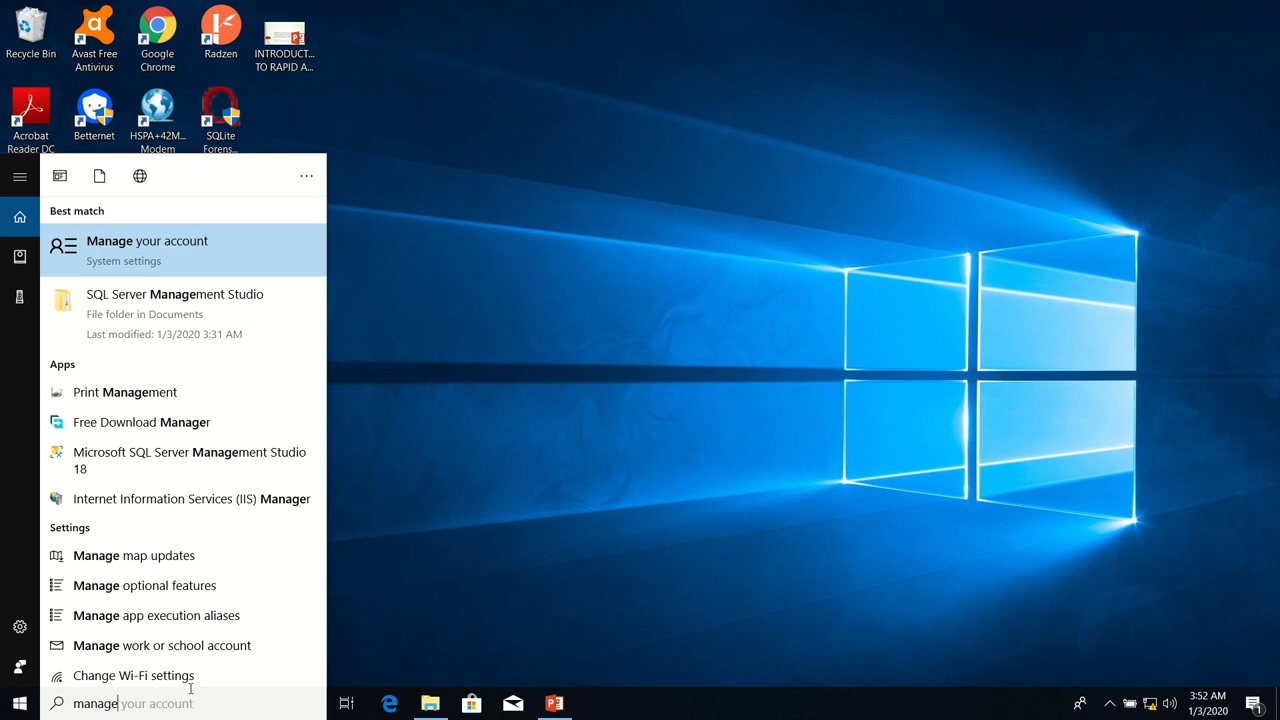 Recycle Bin
Avast Free
Antivirus
Google
Chrome
Radzen
INTRODUCT...
TO RAPID A...
Acrobat
Reader DC
Betternet
HSPA+42M...
Modem
SQLite
Forens...
Best match
Manage your account
System settings
SQL Server Management Studio
File folder in Documents
Last modified: 1/3/2020 3:31 AM
Apps
Print Management
Free Download Manager
Microsoft SQL Server Management Studio
18
Internet Information Services (IIS) Manager
Settings
Manage map updates
Manage optional features
Manage app execution aliases
Manage work or school account
Change Wi-Fi settings
manage your account
3:52 AM
1/3/2020
1